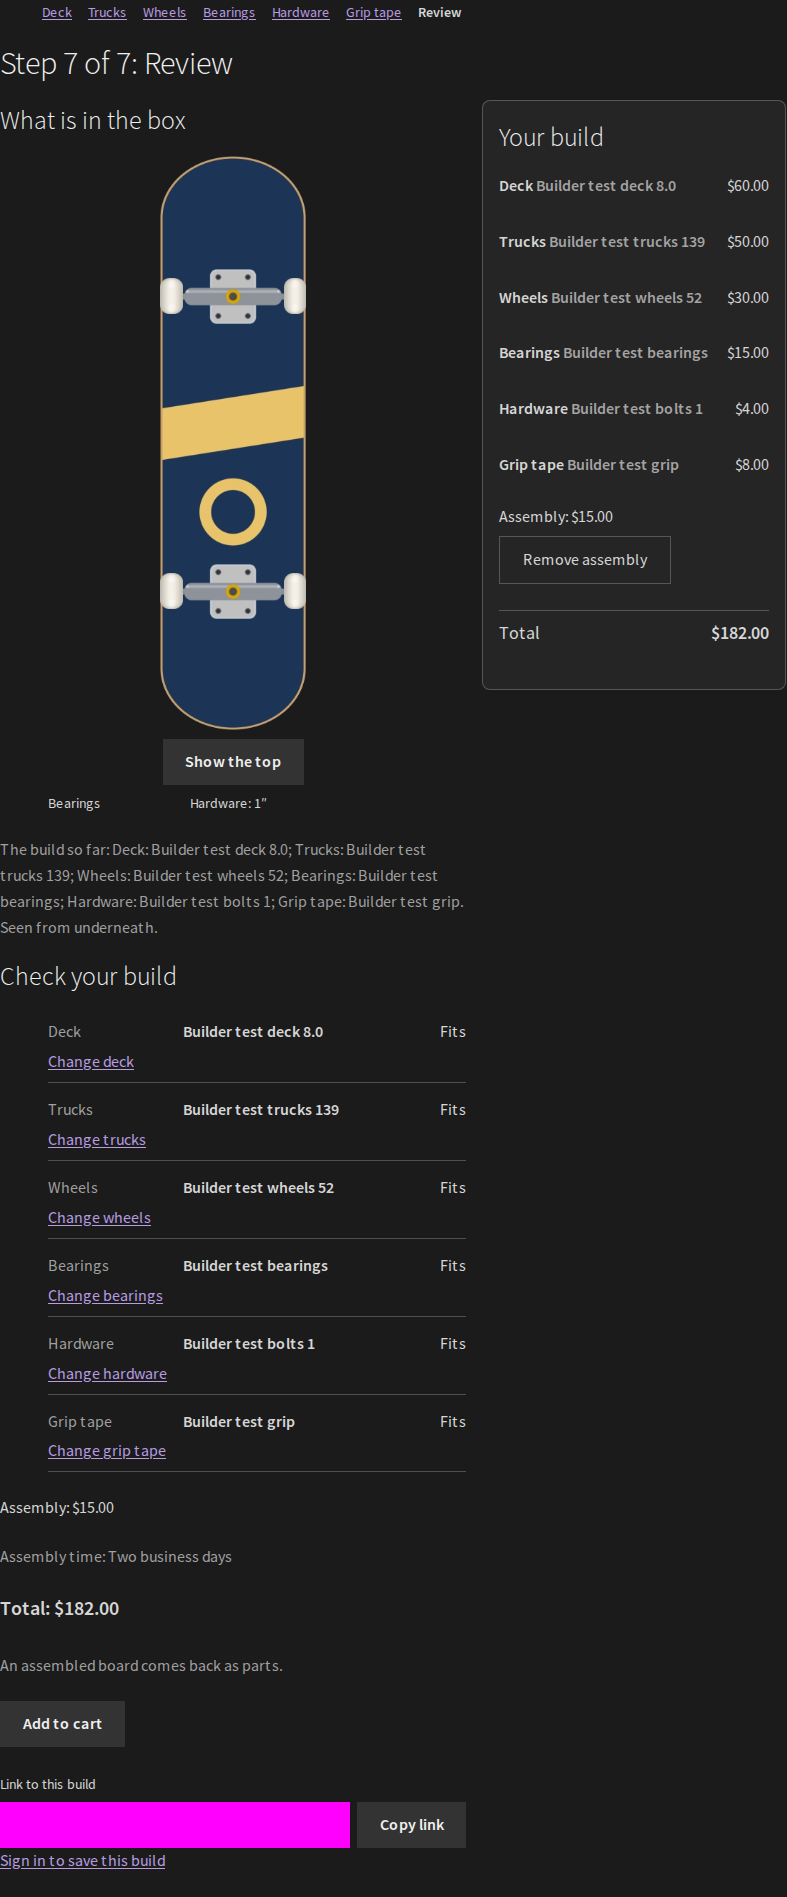 Deck Trucks Wheels Bearings Hardware Grip tape Review
Step 7 of 7: Review
What is in the box
Show the top
Bearings Hardware: 1″
The build so far: Deck: Builder test deck 8.0; Trucks: Builder test
trucks 139; Wheels: Builder test wheels 52; Bearings: Builder test
bearings; Hardware: Builder test bolts 1; Grip tape: Builder test grip.
Seen from underneath.
Check your build
Deck Builder test deck 8.0 Fits
Change deck
Trucks Builder test trucks 139 Fits
Change trucks
Wheels Builder test wheels 52 Fits
Change wheels
Bearings Builder test bearings Fits
Change bearings
Hardware Builder test bolts 1 Fits
Change hardware
Grip tape Builder test grip Fits
Change grip tape
Assembly: $15.00
Assembly time: Two business days
Total: $182.00
An assembled board comes back as parts.
Add to cart
Link to this build
Copy link
Sign in to save this build
Your build
Deck Builder test deck 8.0 $60.00
Trucks Builder test trucks 139 $50.00
Wheels Builder test wheels 52 $30.00
Bearings Builder test bearings $15.00
Hardware Builder test bolts 1 $4.00
Grip tape Builder test grip $8.00
Assembly: $15.00
Remove assembly
Total $182.00